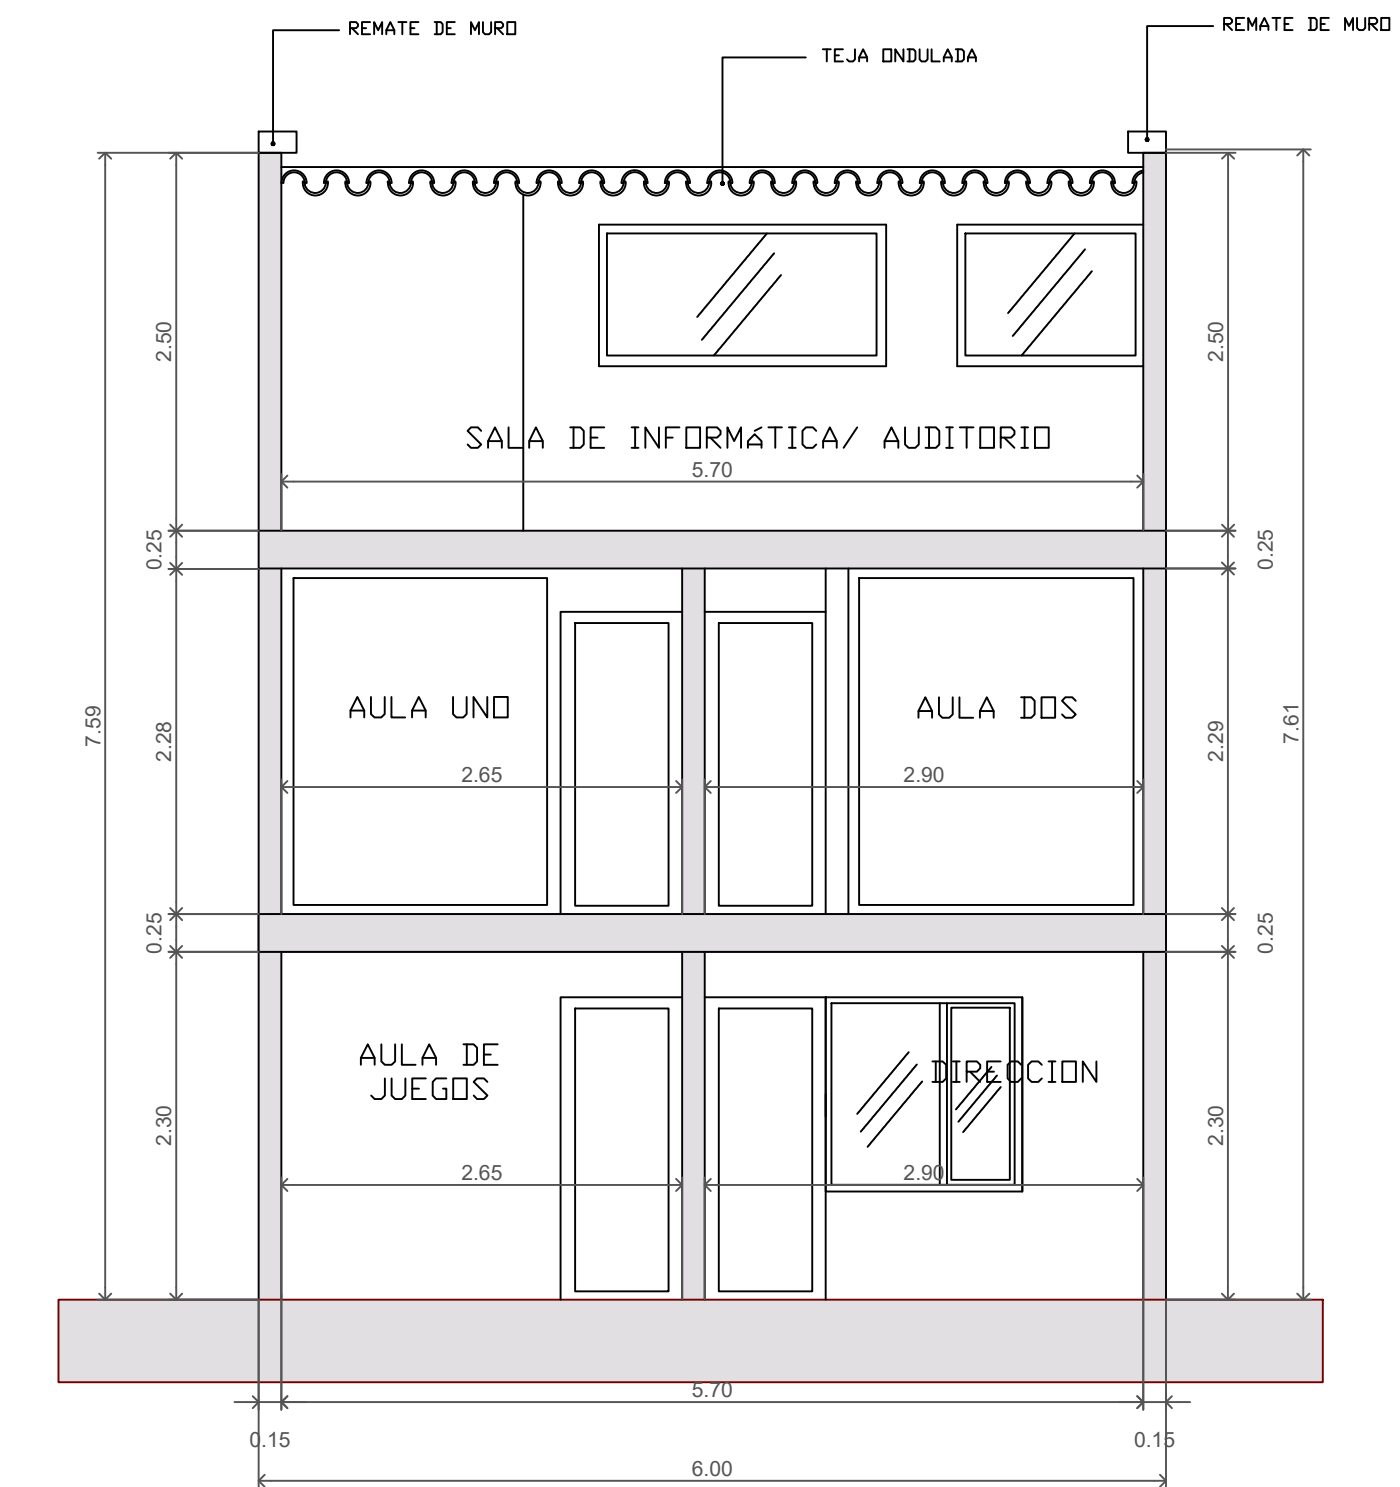 REMATE DE MURO
REMATE DE MURO
TEJA ONDULADA
2.50
2.50
SALA DE INFORMáTICA/ AUDITORIO
5.70
0.25
0.25
AULA UNO
AULA DOS
7.59
2.28
2.29
7.61
2.65
2.90
0.25
0.25
AULA DE
JUEGOS
DIRECCION
2.30
2.30
2.65
2.90
5.70
0.15
0.15
6.00